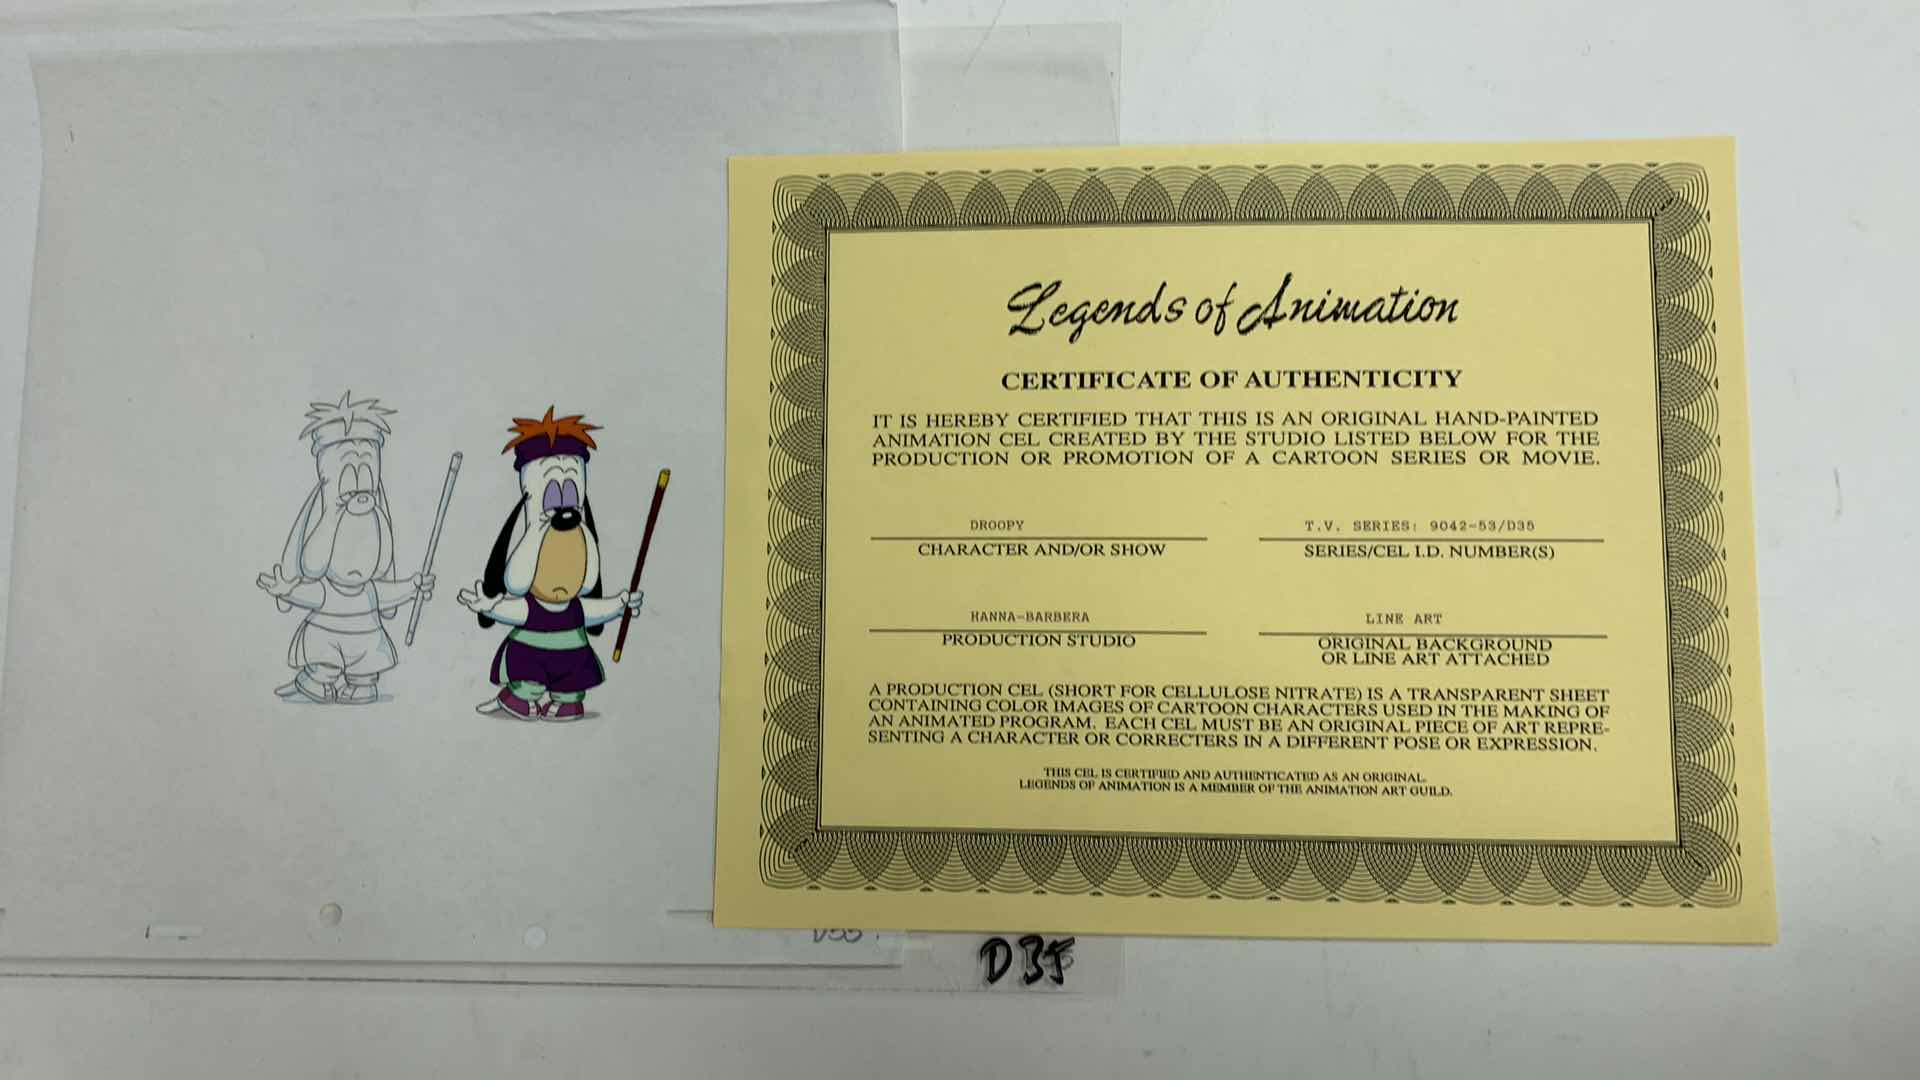 Legends of Animation
CERTIFICATE OF AUTHENTICITY
IT IS HEREBY CERTIFIED THAT THIS IS AN ORIGINAL HAND-PAINTED
ANIMATION CEL CREATED BY THE STUDIO LISTED BELOW FOR THE
PRODUCTION OR PROMOTION OF A CARTOON SERIES OR MOVIE.
DROOPY
CHARACTER AND/OR SHOW
T.V. SERIES: 9042-53/D35
SERIES/CEL I.D. NUMBER(S)
HANNA-BARBERA
PRODUCTION STUDIO
LINE ART
ORIGINAL BACKGROUND
OR LINE ART ATTACHED
A PRODUCTION CEL (SHORT FOR CELLULOSE NITRATE) IS A TRANSPARENT SHEET
CONTAINING COLOR IMAGES OF CARTOON CHARACTERS USED IN THE MAKING OF
AN ANIMATED PROGRAM. EACH CEL MUST BE AN ORIGINAL PIECE OF ART REPRE-
SENTING A CHARACTER OR CORRECTERS IN A DIFFERENT POSE OR EXPRESSION.
THIS CEL IS CERTIFIED AND AUTHENTICATED AS AN ORIGINAL.
LEGENDS OF ANIMATION IS A MEMBER OF THE ANIMATION ART GUILD.
D35